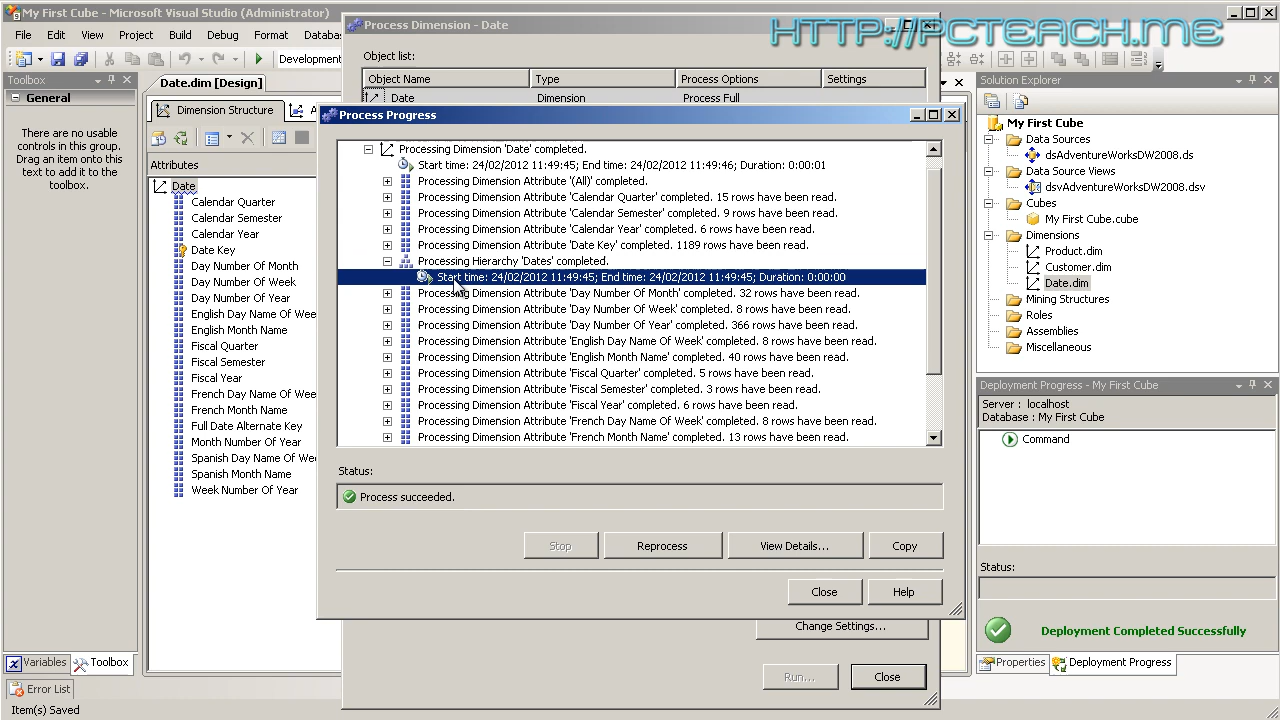 My First Cube - Microsoft Visual Studio (Administrator)
HTTP://PCTEACH.ME
File Edit View Project Debug Format Databa
Developmen
Toolbox
General
There are no usable
controls in this group.
Drag an item onto this
text to add it to the
toolbox.
Variables
Toolbox
Error List
Item(s) Saved
Date.dim [Design]
Dimension Structure
Attributes
Date
Calendar Quarter
Calendar Semester
Calendar Year
Date Key
Day Number Of Month
Day Number Of Week
Day Number Of Year
English Day Name Of Wee
English Month Name
Fiscal Quarter
Fiscal Semester
Fiscal Year
French Day Name Of Wee
French Month Name
Full Date Alternate Key
Month Number Of Year
Spanish Day Name Of We
Spanish Month Name
Week Number Of Year
Process Dimension - Date
Object list:
Object Name Type Process Options Settings
Date Dimension Process Full
Process Progress
Processing Dimension 'Date' completed.
Start time: 24/02/2012 11:49:45; End time: 24/02/2012 11:49:46; Duration: 0:00:01
Processing Dimension Attribute '(All)' completed.
Processing Dimension Attribute 'Calendar Quarter' completed. 15 rows have been read.
Processing Dimension Attribute 'Calendar Semester' completed. 9 rows have been read.
Processing Dimension Attribute 'Calendar Year' completed. 6 rows have been read.
Processing Dimension Attribute 'Date Key' completed. 1189 rows have been read.
Processing Hierarchy 'Dates' completed.
Start time: 24/02/2012 11:49:45; End time: 24/02/2012 11:49:45; Duration: 0:00:00
Processing Dimension Attribute 'Day Number Of Month' completed. 32 rows have been read.
Processing Dimension Attribute 'Day Number Of Week' completed. 8 rows have been read.
Processing Dimension Attribute 'Day Number Of Year' completed. 366 rows have been read.
Processing Dimension Attribute 'English Day Name Of Week' completed. 8 rows have been read.
Processing Dimension Attribute 'English Month Name' completed. 40 rows have been read.
Processing Dimension Attribute 'Fiscal Quarter' completed. 5 rows have been read.
Processing Dimension Attribute 'Fiscal Semester' completed. 3 rows have been read.
Processing Dimension Attribute 'Fiscal Year' completed. 6 rows have been read.
Processing Dimension Attribute 'French Day Name Of Week' completed. 8 rows have been read.
Processing Dimension Attribute 'French Month Name' completed. 13 rows have been read.
Status:
Process succeeded.
Stop Reprocess View Details... Copy
Close Help
Change Settings...
Run... Close
Solution Explorer
My First Cube
Data Sources
dsAdventureWorksDW2008.ds
Data Source Views
dsvAdventureWorksDW2008.dsv
Cubes
My First Cube.cube
Dimensions
Product.dim
Customer.dim
Date.dim
Mining Structures
Roles
Assemblies
Miscellaneous
Deployment Progress - My First Cube
Server : localhost
Database : My First Cube
Command
Status:
Deployment Completed Successfully
Properties
Deployment Progress